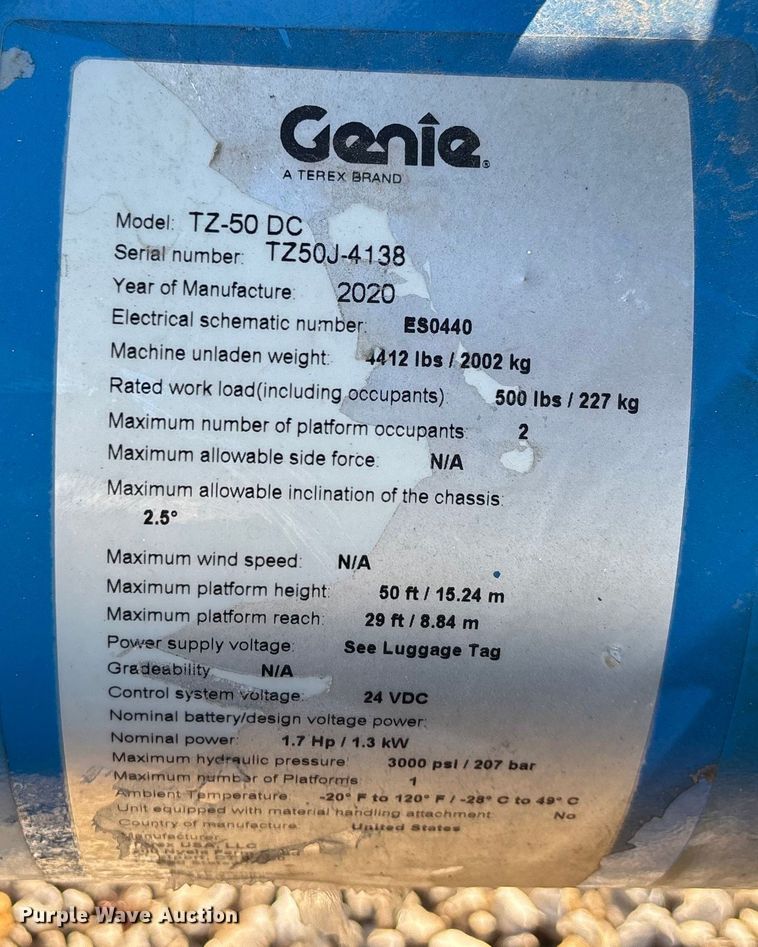 Genie
A TEREX BRAND
Model: TZ-50 DC
Serial number: TZ50J-4138
Year of Manufacture: 2020
Electrical schematic number: ES0440
Machine unladen weight: 4412 lbs / 2002 kg
Rated work load(including occupants): 500 lbs / 227 kg
Maximum number of platform occupants: 2
Maximum allowable side force: N/A
Maximum allowable inclination of the chassis:
2.5°
Maximum wind speed: N/A
Maximum platform height: 50 ft / 15.24 m
Maximum platform reach: 29 ft / 8.84 m
Power supply voltage: See Luggage Tag
Gradeability N/A
Control system voltage: 24 VDC
Nominal battery/design voltage power:
Nominal power: 1.7 Hp / 1.3 kW
Maximum hydraulic pressure: 3000 psi / 207 bar
Maximum number of Platforms 1
Ambient Temperature -20° F to 120° F / -28° C to 49° C
Unit equipped with material handling attachment: No
Country of manufacture: United States
Manufacturer:
Terex USA, LLC
Purple Wave Auction